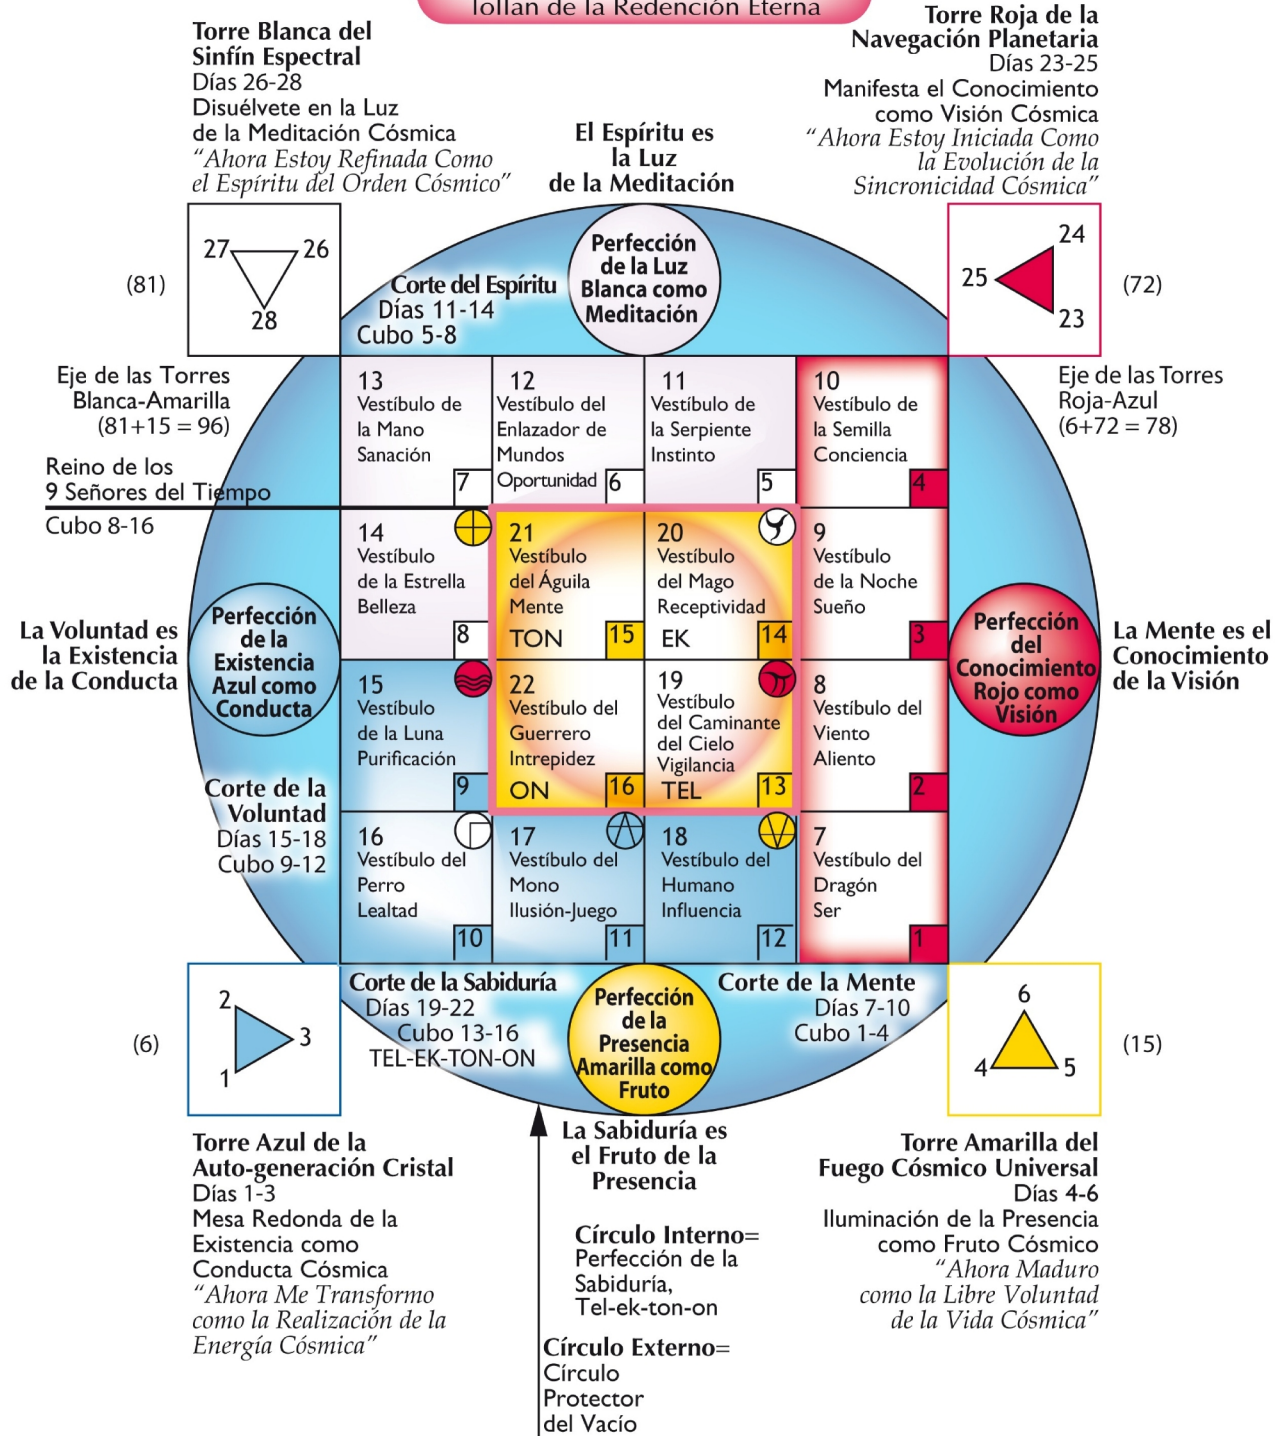 Tollan de la Redención Eterna
Torre Blanca del
Sinfín Espectral
Días 26-28
Disuélvete en la Luz
de la Meditación Cósmica
“Ahora Estoy Refinada Como
el Espíritu del Orden Cósmico”
El Espíritu es
la Luz
de la Meditación
Torre Roja de la
Navegación Planetaria
Días 23-25
Manifesta el Conocimiento
como Visión Cósmica
“Ahora Estoy Iniciada Como
la Evolución de la
Sincronicidad Cósmica”
(81)
27
26
28
Corte del Espíritu
Días 11-14
Cubo 5-8
Perfección
de la Luz
Blanca como
Meditación
24
25
23
(72)
Eje de las Torres
Blanca-Amarilla
(81+15 = 96)
Reino de los
9 Señores del Tiempo
Cubo 8-16
Eje de las Torres
Roja-Azul
(6+72 = 78)
13
Vestíbulo de
la Mano
Sanación
7
12
Vestíbulo del
Enlazador de
Mundos
Oportunidad
6
11
Vestíbulo de
la Serpiente
Instinto
5
10
Vestíbulo de
la Semilla
Conciencia
4
14
Vestíbulo
de la Estrella
Belleza
8
21
Vestíbulo
del Águila
Mente
TON
15
20
Vestíbulo
del Mago
Receptividad
EK
14
9
Vestíbulo
de la Noche
Sueño
3
La Voluntad es
la Existencia
de la Conducta
Perfección
de la
Existencia
Azul como
Conducta
Perfección
del
Conocimiento
Rojo como
Visión
La Mente es el
Conocimiento
de la Visión
15
Vestíbulo
de la Luna
Purificación
9
22
Vestíbulo del
Guerrero
Intrepidez
ON
16
19
Vestíbulo
del Caminante
del Cielo
Vigilancia
TEL
13
8
Vestíbulo del
Viento
Aliento
2
Corte de la
Voluntad
Días 15-18
Cubo 9-12
16
Vestíbulo del
Perro
Lealtad
10
17
Vestíbulo del
Mono
Ilusión-Juego
11
18
Vestíbulo del
Humano
Influencia
12
7
Vestíbulo del
Dragón
Ser
1
(6)
2
3
1
Corte de la Sabiduría
Días 19-22
Cubo 13-16
TEL-EK-TON-ON
Perfección
de la
Presencia
Amarilla como
Fruto
Corte de la Mente
Días 7-10
Cubo 1-4
6
4
5
(15)
Torre Azul de la
Auto-generación Cristal
Días 1-3
Mesa Redonda de la
Existencia como
Conducta Cósmica
“Ahora Me Transformo
como la Realización de la
Energía Cósmica”
La Sabiduría es
el Fruto de la
Presencia
Círculo Interno=
Perfección de la
Sabiduría,
Tel-ek-ton-on
Círculo Externo=
Círculo
Protector
del Vacío
Torre Amarilla del
Fuego Cósmico Universal
Días 4-6
Iluminación de la Presencia
como Fruto Cósmico
“Ahora Maduro
como la Libre Voluntad
de la Vida Cósmica”